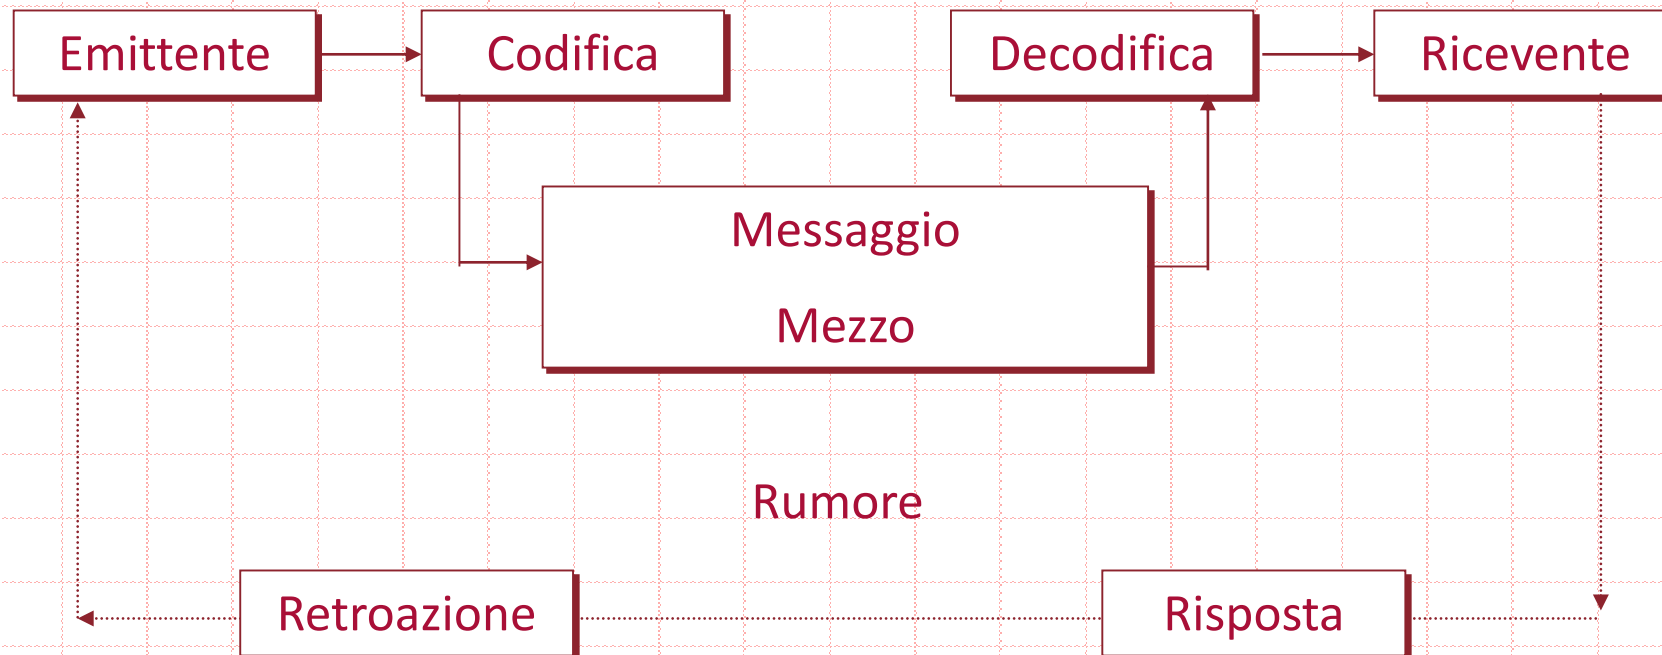 Emittente
Codifica
Decodifica
Ricevente
Messaggio
Mezzo
Rumore
Retroazione
Risposta